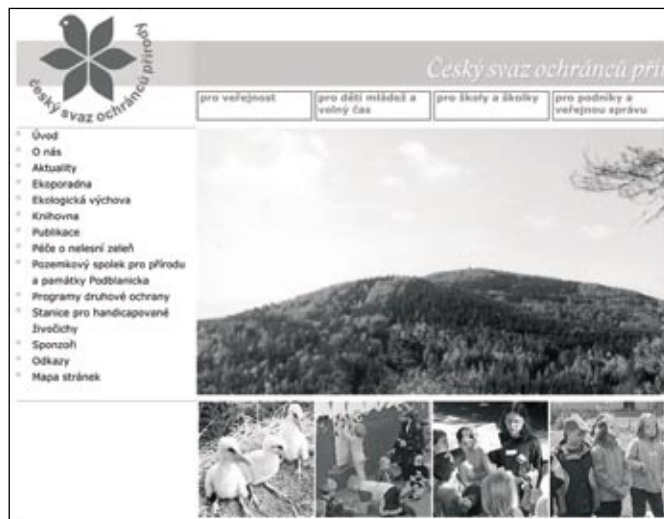 český svaz ochránců přírody
Český svaz ochránců
pro veřejnost
pro děti mládež a
volný čas
pro školy a školky
pro podniky a
veřejnou správu
Úvod
O nás
Aktuality
Ekoporadna
Ekologická výchova
Knihovna
Publikace
Péče o nelesní zeleň
Pozemkový spolek pro přírodu
a památky Podblanicka
Programy druhové ochrany
Stanice pro handicapované
živočichy
Sponzoři
Odkazy
Mapa stránek